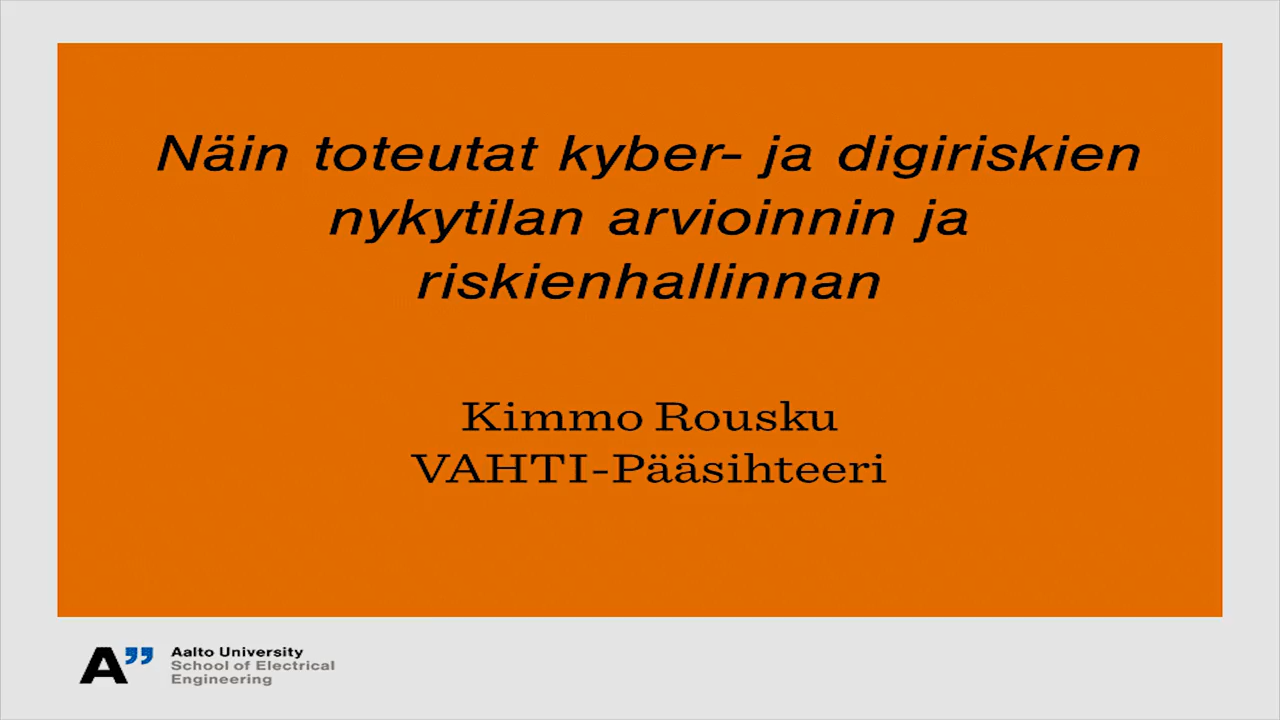 Näin toteutat kyber- ja digiriskien
nykytilan arvioinnin ja
riskienhallinnan
Kimmo Rousku
VAHTI-Pääsihteeri
A”
Aalto University
School of Electrical
Engineering